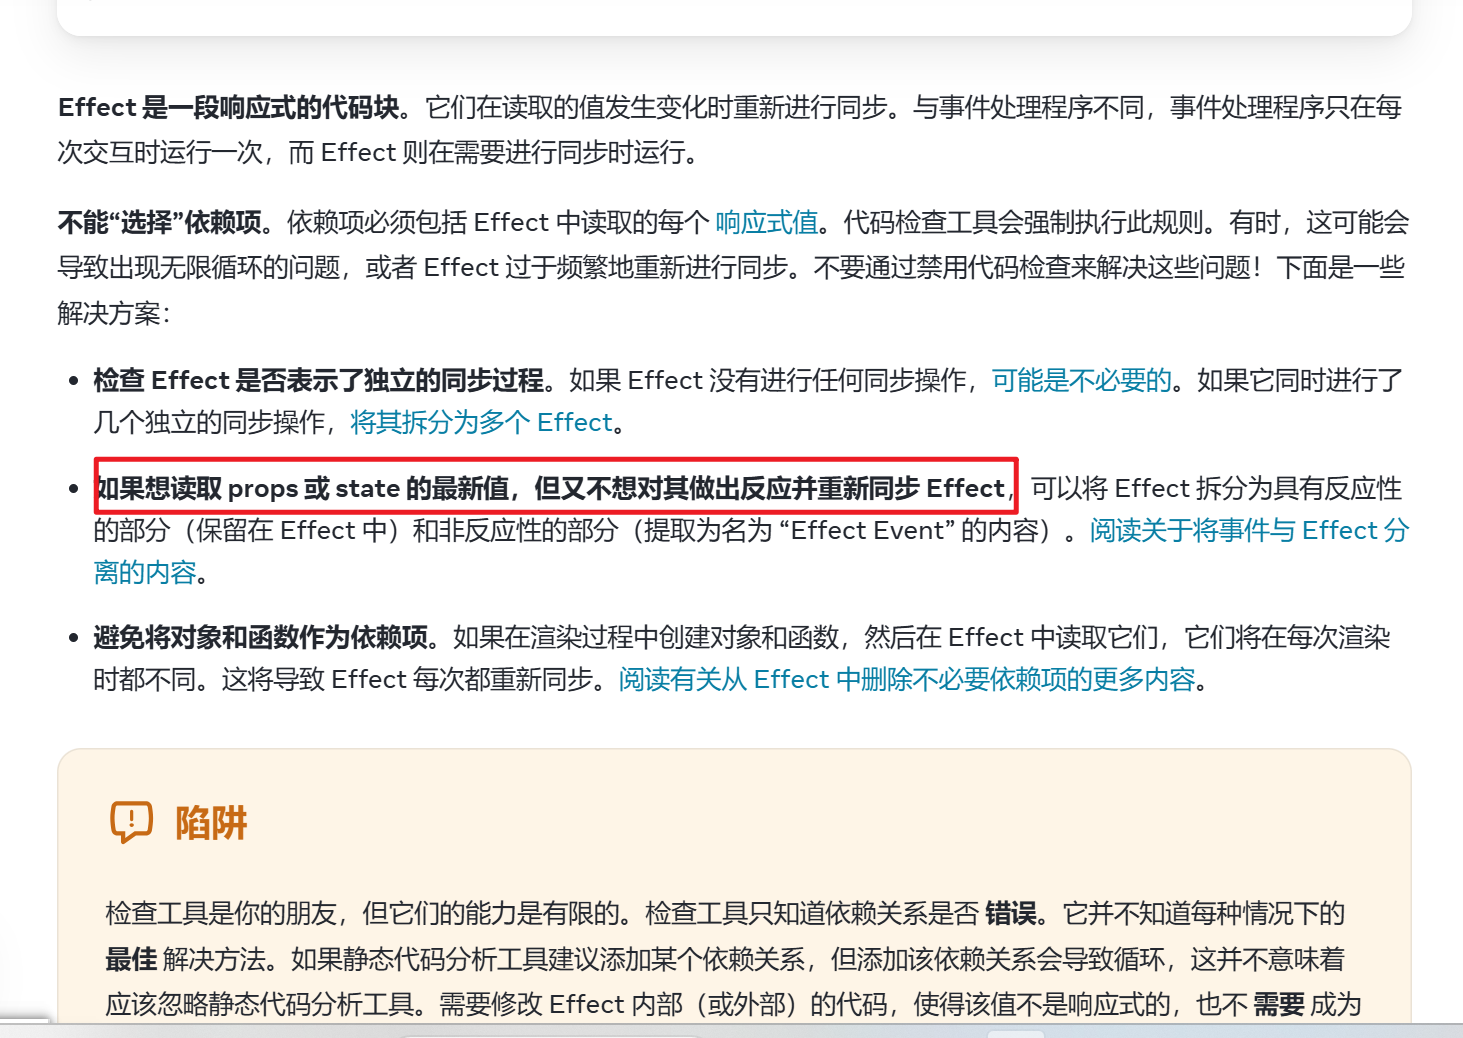 Effect 是一段响应式的代码块。它们在读取的值发生变化时重新进行同步。与事件处理程序不同，事件处理程序只在每
次交互时运行一次，而 Effect 则在需要进行同步时运行。
不能“选择”依赖项。依赖项必须包括 Effect 中读取的每个 响应式值。代码检查工具会强制执行此规则。有时，这可能会
导致出现无限循环的问题，或者 Effect 过于频繁地重新进行同步。不要通过禁用代码检查来解决这些问题！下面是一些
解决方案：
• 检查 Effect 是否表示了独立的同步过程。如果 Effect 没有进行任何同步操作，可能是不必要的。如果它同时进行了
几个独立的同步操作，将其拆分为多个 Effect。
• 如果想读取 props 或 state 的最新值，但又不想对其做出反应并重新同步 Effect，可以将 Effect 拆分为具有反应性
的部分（保留在 Effect 中）和非反应性的部分（提取为名为 “Effect Event” 的内容）。阅读关于将事件与 Effect 分
离的内容。
• 避免将对象和函数作为依赖项。如果在渲染过程中创建对象和函数，然后在 Effect 中读取它们，它们将在每次渲染
时都不同。这将导致 Effect 每次都重新同步。阅读有关从 Effect 中删除不必要依赖项的更多内容。
陷阱
检查工具是你的朋友，但它们的能力是有限的。检查工具只知道依赖关系是否 错误。它并不知道每种情况下的
最佳 解决方法。如果静态代码分析工具建议添加某个依赖关系，但添加该依赖关系会导致循环，这并不意味着
应该忽略静态代码分析工具。需要修改 Effect 内部（或外部）的代码，使得该值不是响应式的，也不 需要 成为